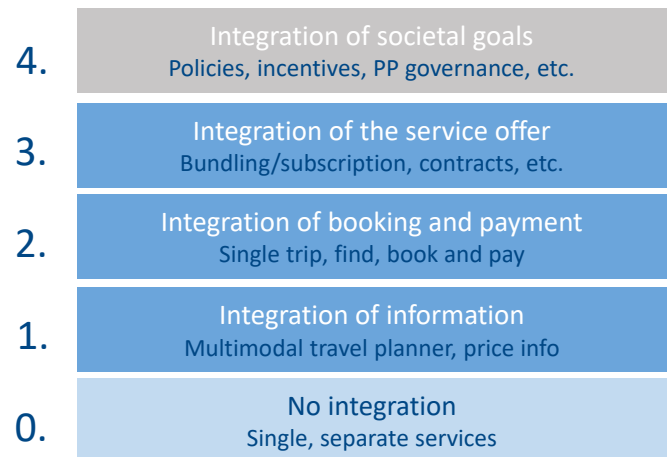 4.
Integration of societal goals
Policies, incentives, PP governance, etc.
3.
Integration of the service offer
Bundling/subscription, contracts, etc.
2.
Integration of booking and payment
Single trip, find, book and pay
1.
Integration of information
Multimodal travel planner, price info
0.
No integration
Single, separate services